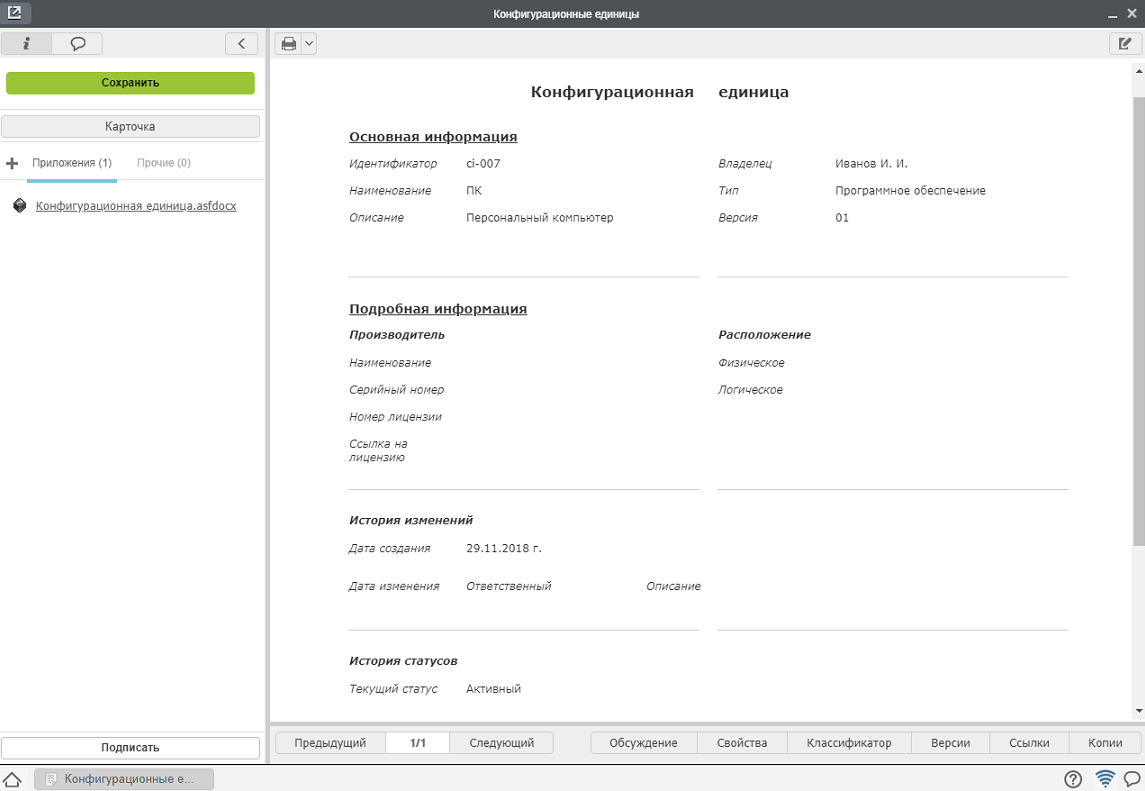 Конфигурационные единицы
Сохранить
Карточка
Приложения (1) Прочие (0)
Конфигурационная единица.asfdocx
Подписать
Конфигурационная единица
Основная информация
Идентификатор ci-007 Владелец Иванов И. И.
Наименование ПК Тип Программное обеспечение
Описание Персональный компьютер Версия 01
Подробная информация
Производитель Расположение
Наименование Физическое
Серийный номер Логическое
Номер лицензии
Ссылка на
лицензию
История изменений
Дата создания 29.11.2018 г.
Дата изменения Ответственный Описание
История статусов
Текущий статус Активный
Предыдущий 1/1 Следующий Обсуждение Свойства Классификатор Версии Ссылки Копии
Конфигурационные е...